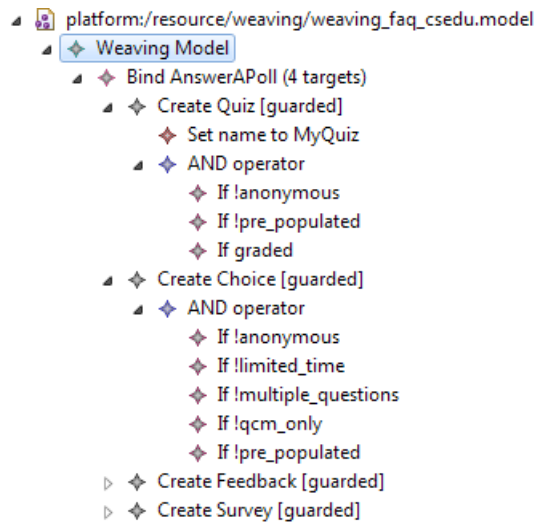 platform:/resource/weaving/weaving_faq_csedu.model
Weaving Model
Bind AnswerAPoll (4 targets)
Create Quiz [guarded]
Set name to MyQuiz
AND operator
If !anonymous
If !pre_populated
If graded
Create Choice [guarded]
AND operator
If !anonymous
If !limited_time
If !multiple_questions
If !qcm_only
If !pre_populated
Create Feedback [guarded]
Create Survey [guarded]